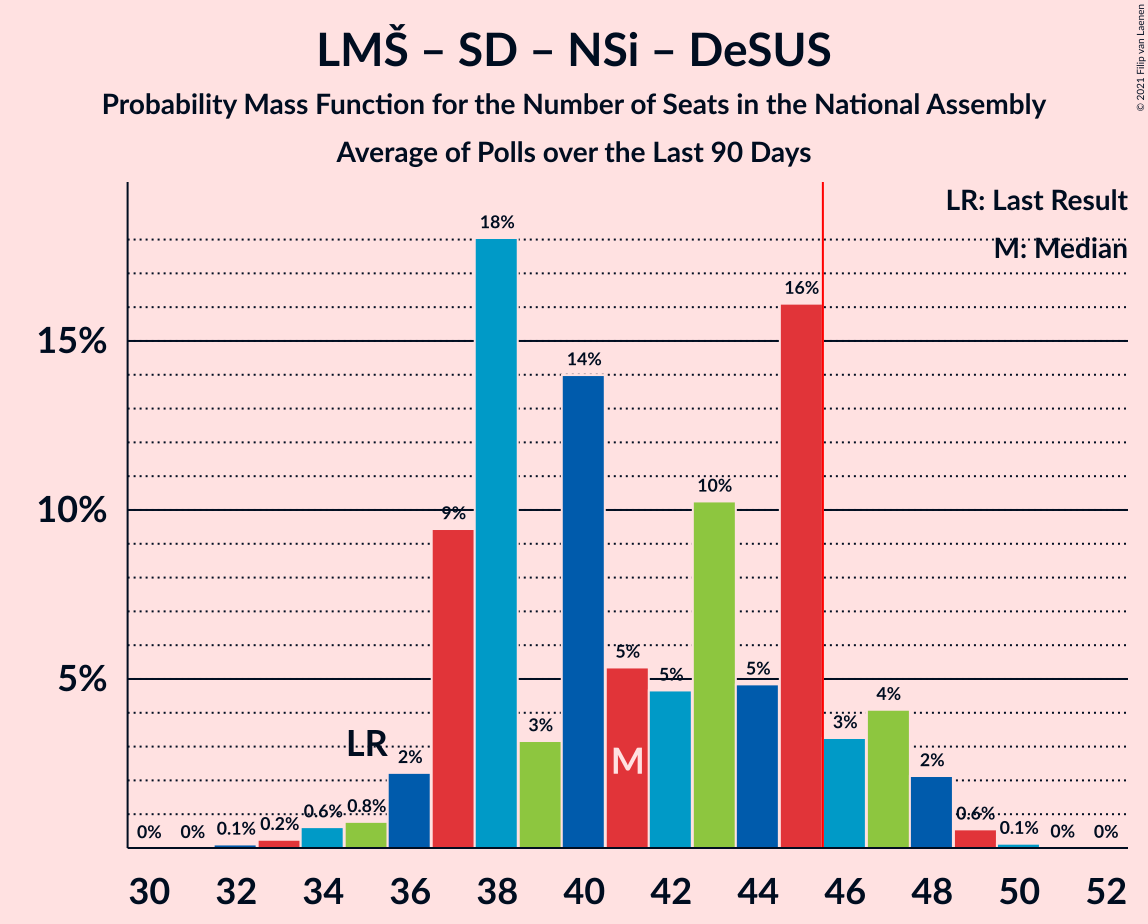 LMŠ – SD – NSi – DeSUS
Probability Mass Function for the Number of Seats in the National Assembly
Average of Polls over the Last 90 Days
© 2021 Filip van Laenen
LR: Last Result
M: Median
18%
16%
15%
14%
10%
10%
9%
5%
5%
5%
5%
4%
3%
3%
LR
M
2%
2%
0%
0%
0.1%
0.2%
0.6%
0.8%
0.6%
0.1%
0%
0%
30 32 34 36 38 40 42 44 46 48 50 52